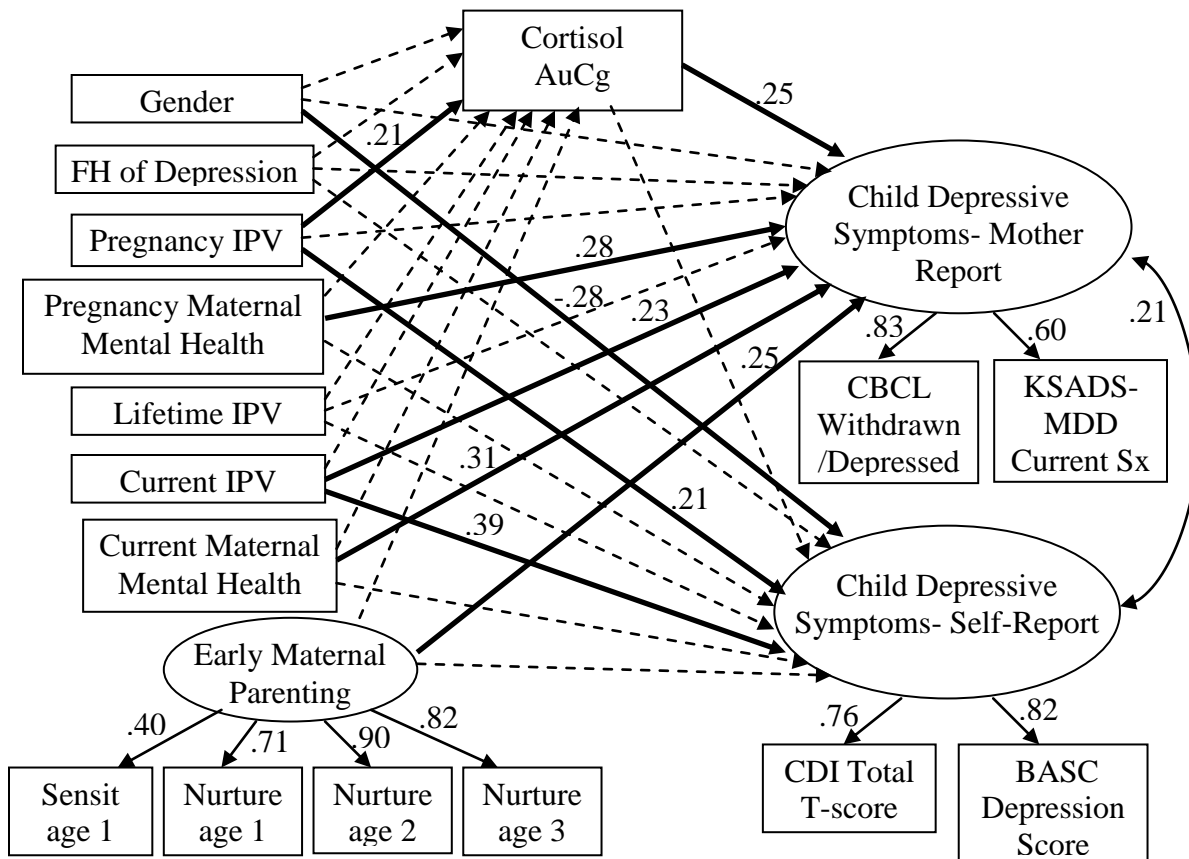 Cortisol
AuCg
Gender
FH of Depression
Pregnancy IPV
Pregnancy Maternal
Mental Health
Lifetime IPV
Current IPV
Current Maternal
Mental Health
Early Maternal
Parenting
.25
.21
.28
-.28
.23
.25
.31
.21
.39
Child Depressive
Symptoms- Mother
Report
.83
.60
.21
CBCL
Withdrawn
/Depressed
KSADS-
MDD
Current Sx
Child Depressive
Symptoms- Self-Report
.76
.82
CDI Total
T-score
BASC
Depression
Score
.40
.71
.90
.82
Sensit
age 1
Nurture
age 1
Nurture
age 2
Nurture
age 3